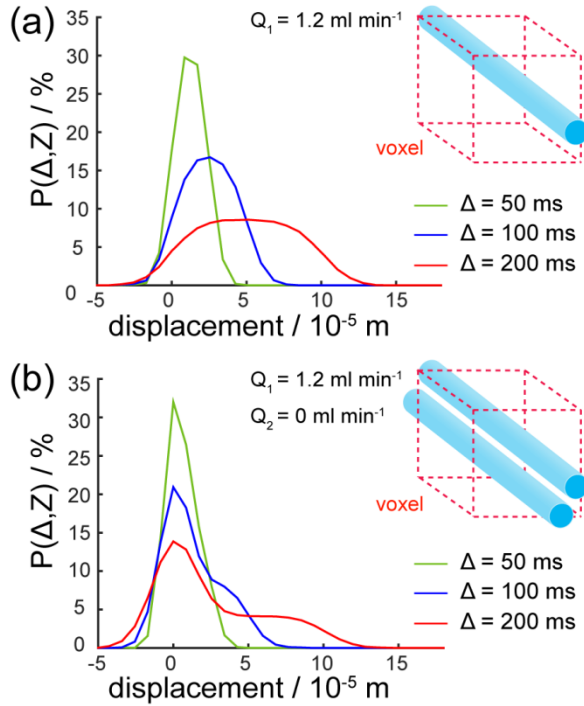 (a)
Q₁ = 1.2 ml min⁻¹
P(Δ,Z) / %
35
30
25
20
15
10
5
0
-5
0
5
10
15
displacement / 10⁻⁵ m
voxel
Δ = 50 ms
Δ = 100 ms
Δ = 200 ms
(b)
Q₁ = 1.2 ml min⁻¹
Q₂ = 0 ml min⁻¹
P(Δ,Z) / %
35
30
25
20
15
10
5
0
-5
0
5
10
15
displacement / 10⁻⁵ m
voxel
Δ = 50 ms
Δ = 100 ms
Δ = 200 ms